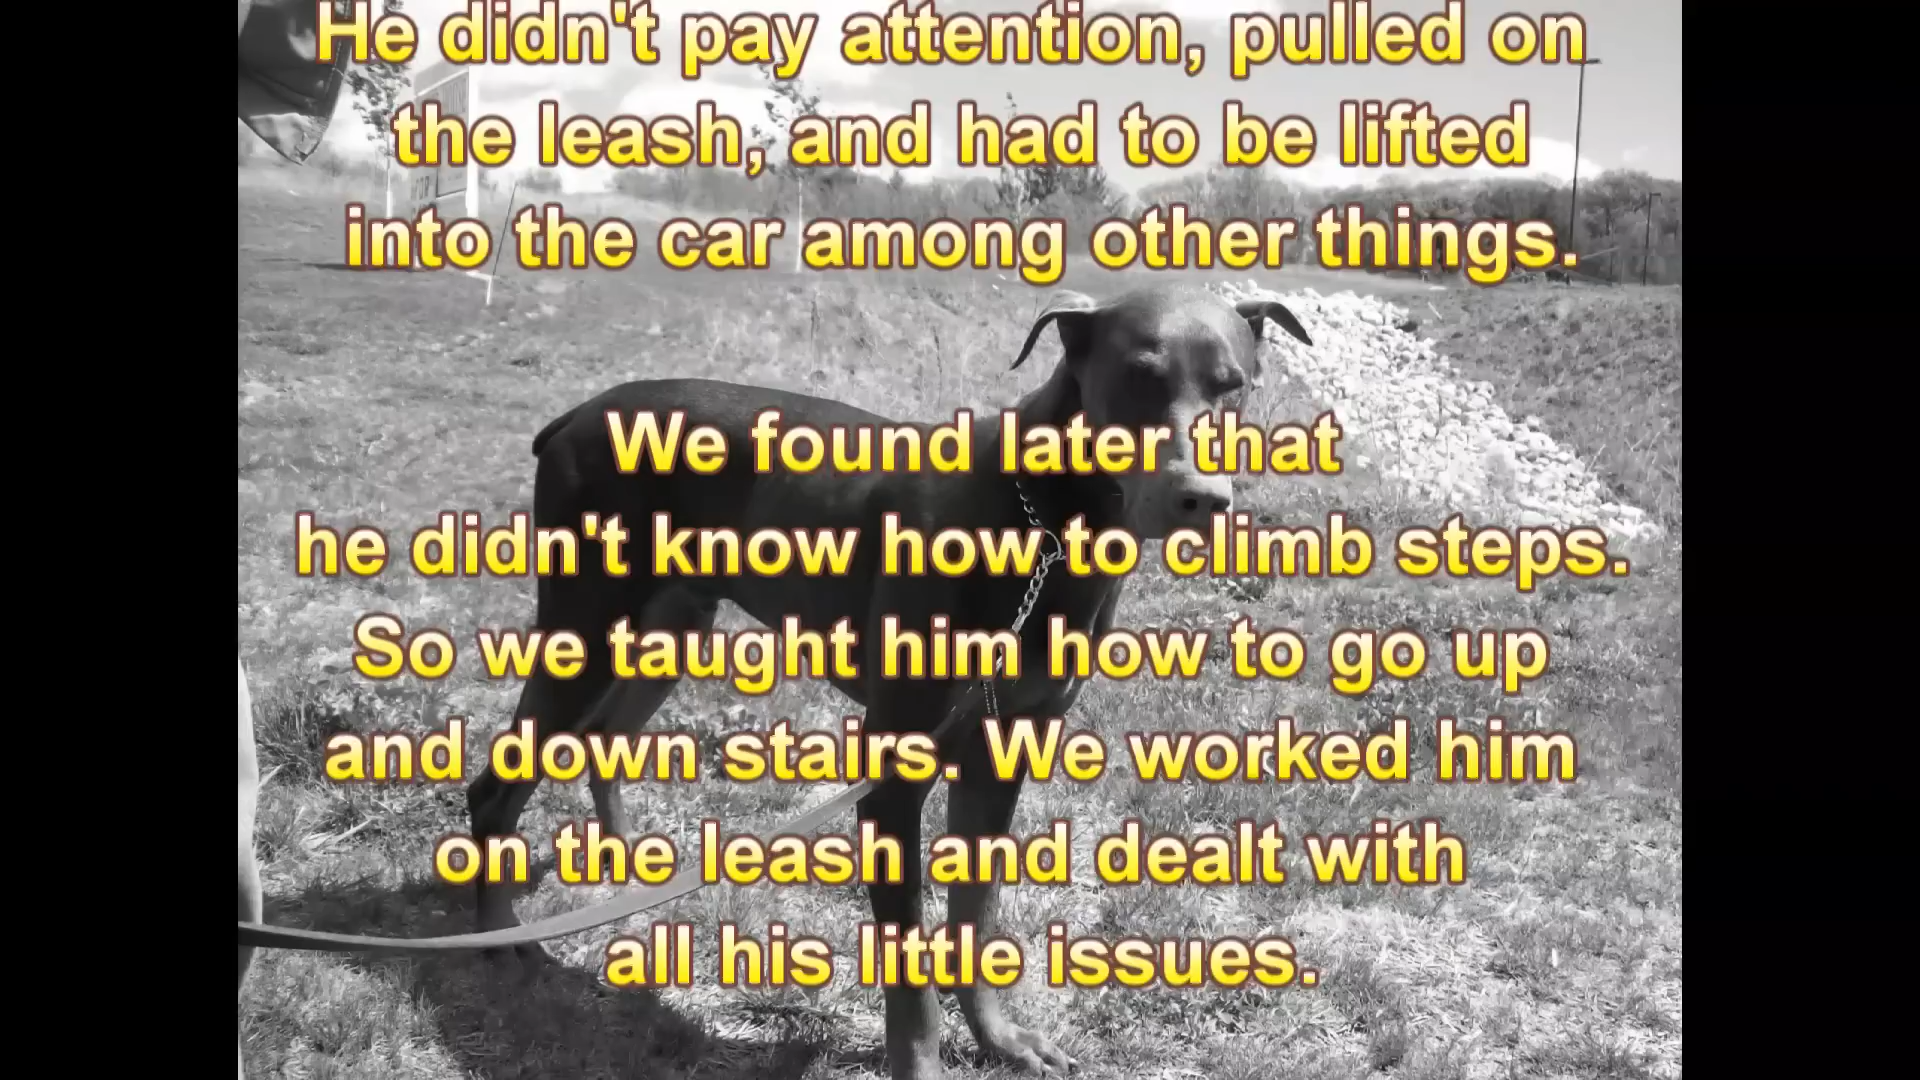 He didn't pay attention, pulled on
the leash, and had to be lifted
into the car among other things.
We found later that
he didn't know how to climb steps.
So we taught him how to go up
and down stairs. We worked him
on the leash and dealt with
all his little issues.